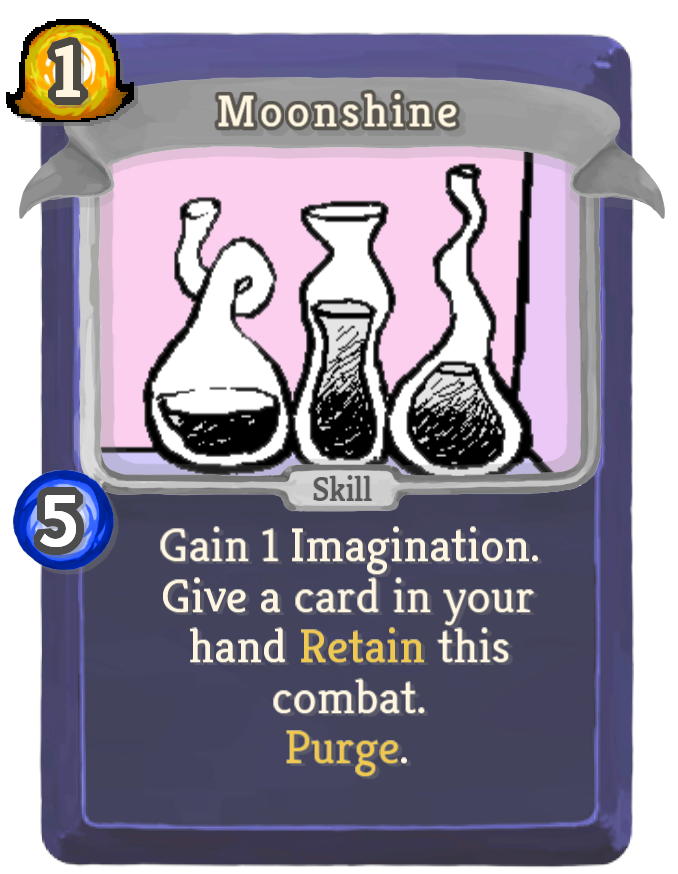 1
Moonshine
Skill
5
Gain 1 Imagination.
Give a card in your
hand Retain this
combat.
Purge.